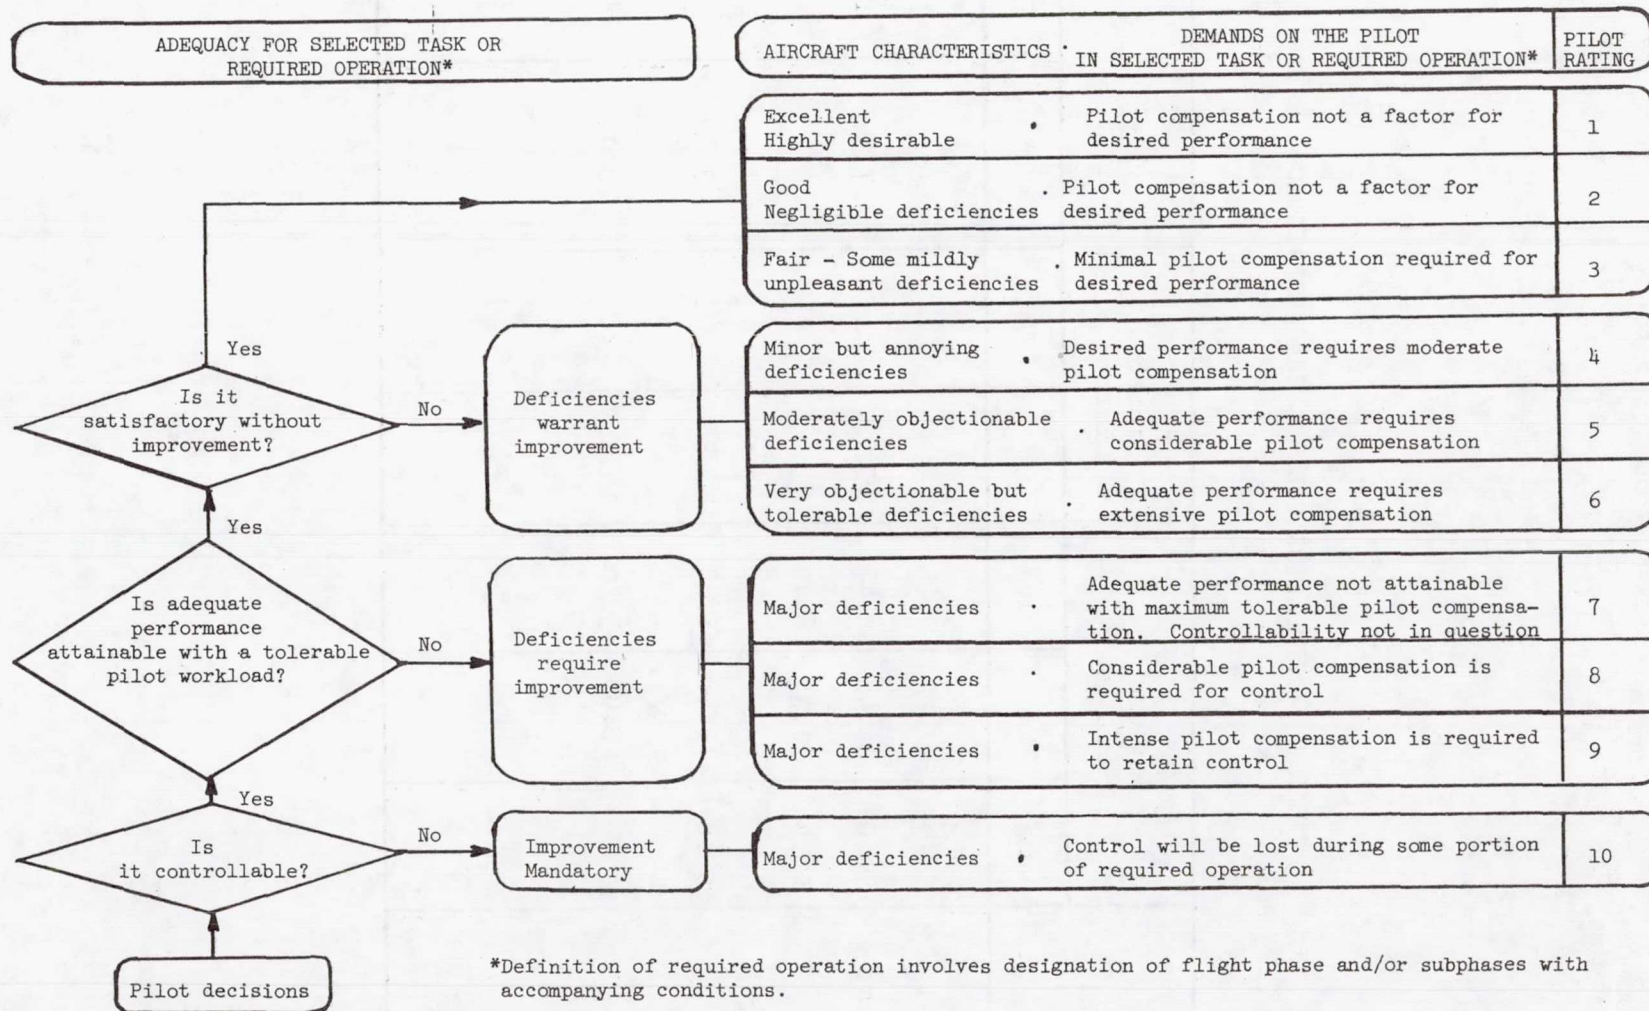 ADEQUACY FOR SELECTED TASK OR
REQUIRED OPERATION*
AIRCRAFT CHARACTERISTICS
DEMANDS ON THE PILOT
IN SELECTED TASK OR REQUIRED OPERATION*
PILOT
RATING
Excellent
Highly desirable
Pilot compensation not a factor for
desired performance
1
Good
Negligible deficiencies
Pilot compensation not a factor for
desired performance
2
Fair - Some mildly
unpleasant deficiencies
Minimal pilot compensation required for
desired performance
3
Yes
Is it
satisfactory without
improvement?
No
Deficiencies
warrant
improvement
Minor but annoying
deficiencies
Desired performance requires moderate
pilot compensation
4
Moderately objectionable
deficiencies
Adequate performance requires
considerable pilot compensation
5
Very objectionable but
tolerable deficiencies
Adequate performance requires
extensive pilot compensation
6
Yes
Is adequate
performance
attainable with a tolerable
pilot workload?
No
Deficiencies
require
improvement
Major deficiencies
Adequate performance not attainable
with maximum tolerable pilot compensa-
tion. Controllability not in question
7
Major deficiencies
Considerable pilot compensation is
required for control
8
Major deficiencies
Intense pilot compensation is required
to retain control
9
Yes
Is
it controllable?
No
Improvement
Mandatory
Major deficiencies
Control will be lost during some portion
of required operation
10
Pilot decisions
*Definition of required operation involves designation of flight phase and/or subphases with
accompanying conditions.